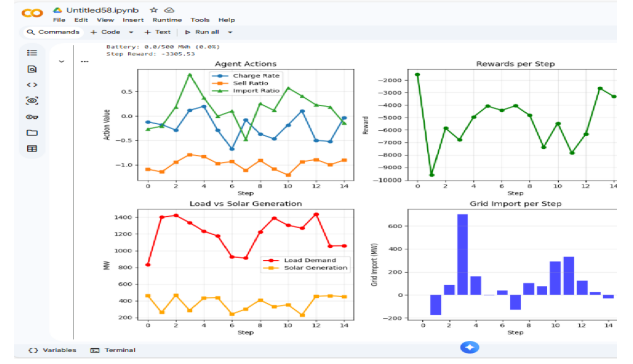 Untitled58.ipynb
File Edit View Insert Runtime Tools Help
Commands + Code + Text Run all
Battery: 0.0/500 MWh (0.0%)
Step Reward: -3305.53
Agent Actions
Charge Rate
Sell Ratio
Import Ratio
Action Value
0.5
0.0
−0.5
−1.0
0 2 4 6 8 10 12 14
Step
Rewards per Step
Reward
−2000
−3000
−4000
−5000
−6000
−7000
−8000
−9000
−10000
0 2 4 6 8 10 12 14
Step
Load vs Solar Generation
Load Demand
Solar Generation
MW
1400
1200
1000
800
600
400
200
0 2 4 6 8 10 12 14
Step
Grid Import per Step
Grid Import (MW)
600
400
200
0
−200
0 2 4 6 8 10 12 14
Step
Variables Terminal